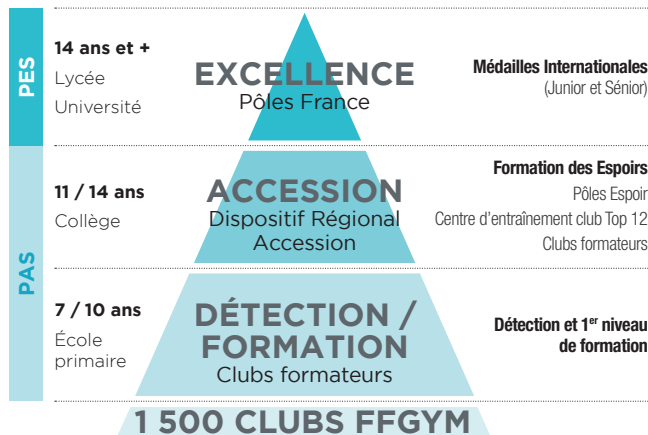 PES
14 ans et +
Lycée
Université
EXCELLENCE
Pôles France
Médailles Internationales
(Junior et Sénior)
PAS
11 / 14 ans
Collège
ACCESSION
Dispositif Régional
Accession
Formation des Espoirs
Pôles Espoir
Centre d'entraînement club Top 12
Clubs formateurs
7 / 10 ans
École
primaire
DÉTECTION /
FORMATION
Clubs formateurs
Détection et 1er niveau
de formation
1 500 CLUBS FFGYM